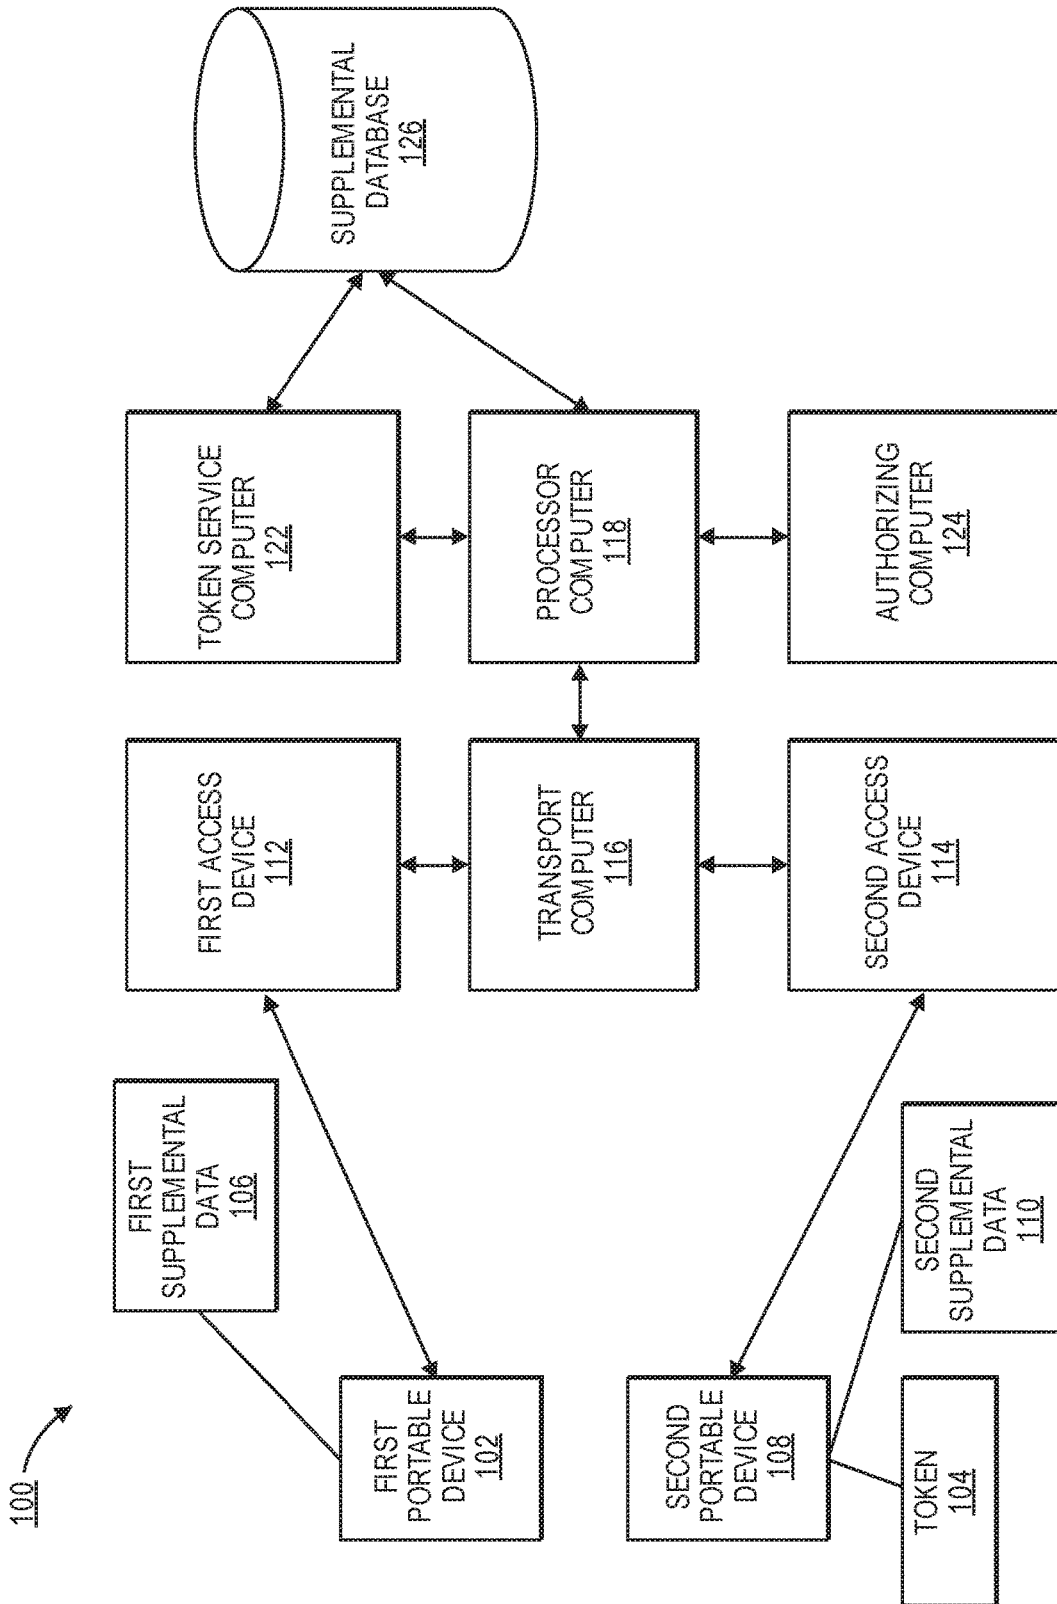 100
FIRST
SUPPLEMENTAL
DATA
106
FIRST
PORTABLE
DEVICE
102
SECOND
PORTABLE
DEVICE
108
TOKEN
104
SECOND
SUPPLEMENTAL
DATA
110
FIRST ACCESS
DEVICE
112
TRANSPORT
COMPUTER
116
SECOND ACCESS
DEVICE
114
TOKEN SERVICE
COMPUTER
122
PROCESSOR
COMPUTER
118
AUTHORIZING
COMPUTER
124
SUPPLEMENTAL
DATABASE
126